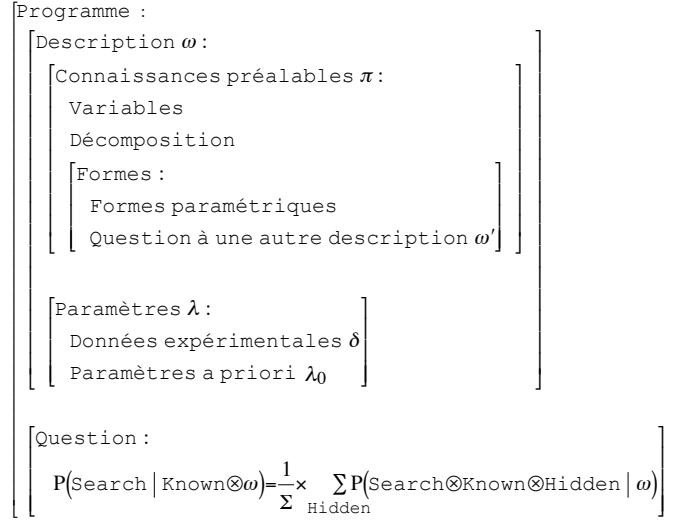 Programme :
Description ω :
Connaissances préalables π :
Variables
Décomposition
Formes :
Formes paramétriques
Question à une autre description ω′
Paramètres λ :
Données expérimentales δ
Paramètres a priori λ₀
Question :
P(Search | Known⊗ω)=1/Σ× ∑ P(Search⊗Known⊗Hidden | ω)
Hidden